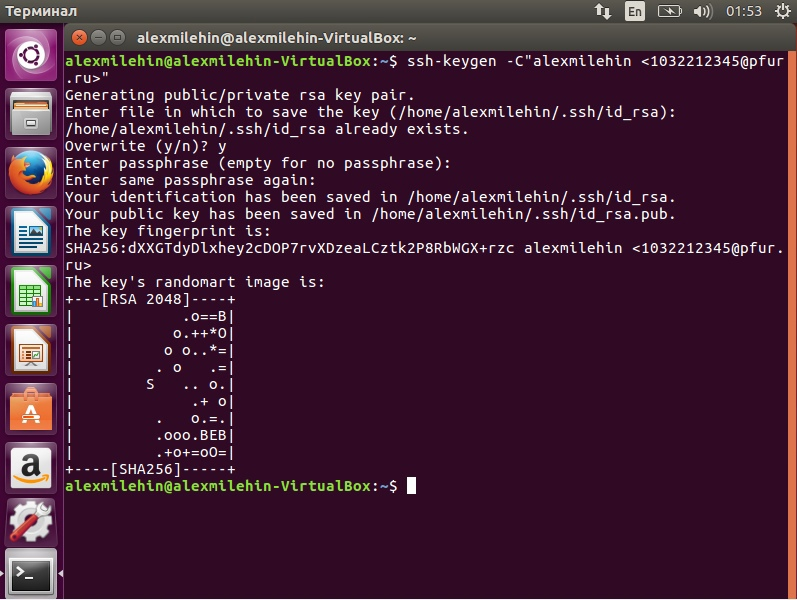 Терминал En 01:53
alexmilehin@alexmilehin-VirtualBox: ~
alexmilehin@alexmilehin-VirtualBox:~$ ssh-keygen -C"alexmilehin <1032212345@pfur
.ru>"
Generating public/private rsa key pair.
Enter file in which to save the key (/home/alexmilehin/.ssh/id_rsa):
/home/alexmilehin/.ssh/id_rsa already exists.
Overwrite (y/n)? y
Enter passphrase (empty for no passphrase):
Enter same passphrase again:
Your identification has been saved in /home/alexmilehin/.ssh/id_rsa.
Your public key has been saved in /home/alexmilehin/.ssh/id_rsa.pub.
The key fingerprint is:
SHA256:dXXGTdyDlxhey2cDOP7rvXDzeaLCztk2P8RbWGX+rzc alexmilehin <1032212345@pfur.
ru>
The key's randomart image is:
+---[RSA 2048]----+
|             .o==B|
|            o.++*O|
|           o o..*=|
|          . o   .=|
|         S   .. o.|
|              .+ o|
|          .   o.=.|
|          .ooo.BEB|
|          .+o+=oO=|
+----[SHA256]-----+
alexmilehin@alexmilehin-VirtualBox:~$